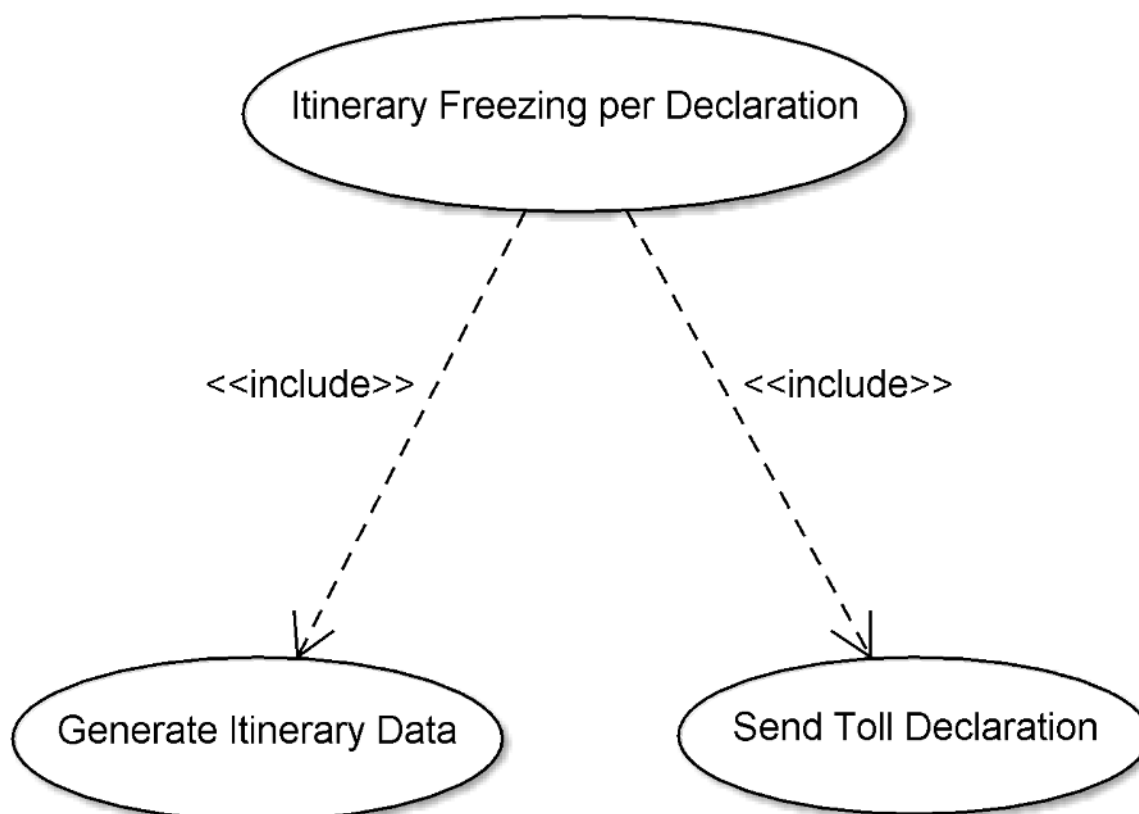 Itinerary Freezing per Declaration
<<include>>
<<include>>
Generate Itinerary Data
Send Toll Declaration